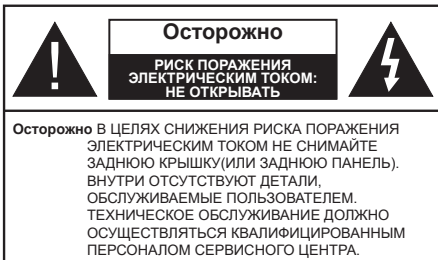 Осторожно
РИСК ПОРАЖЕНИЯ
ЭЛЕКТРИЧЕСКИМ ТОКОМ:
НЕ ОТКРЫВАТЬ
Осторожно В ЦЕЛЯХ СНИЖЕНИЯ РИСКА ПОРАЖЕНИЯ
ЭЛЕКТРИЧЕСКИМ ТОКОМ НЕ СНИМАЙТЕ
ЗАДНЮЮ КРЫШКУ(ИЛИ ЗАДНЮЮ ПАНЕЛЬ).
ВНУТРИ ОТСУТСТВУЮТ ДЕТАЛИ,
ОБСЛУЖИВАЕМЫЕ ПОЛЬЗОВАТЕЛЕМ.
ТЕХНИЧЕСКОЕ ОБСЛУЖИВАНИЕ ДОЛЖНО
ОСУЩЕСТВЛЯТЬСЯ КВАЛИФИЦИРОВАННЫМ
ПЕРСОНАЛОМ СЕРВИСНОГО ЦЕНТРА.